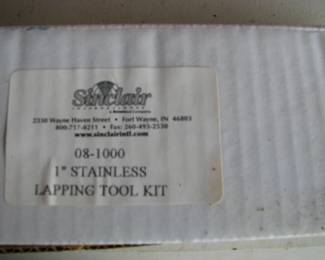 Sinclair
INTERNATIONAL
2330 Wayne Haven Street • Fort Wayne, IN 46803
800-717-8211 • Fax: 260-493-2530
www.sinclairintl.com
08-1000
1" STAINLESS
LAPPING TOOL KIT